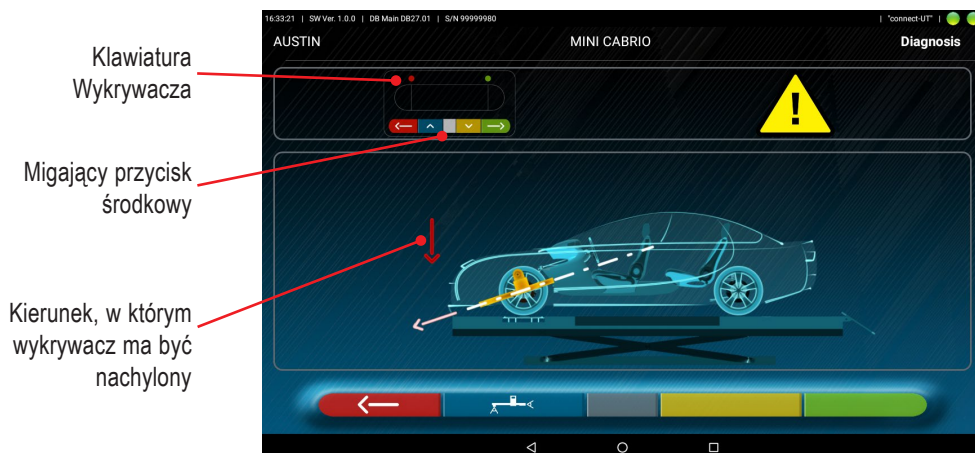 16:33:21 | SW Ver. 1.0.0 | DB Main DB27.01 | S/N 99999980 | "connect-UT" |
AUSTIN MINI CABRIO Diagnosis
Klawiatura
Wykrywacza
Migający przycisk
środkowy
Kierunek, w którym
wykrywacz ma być
nachylony